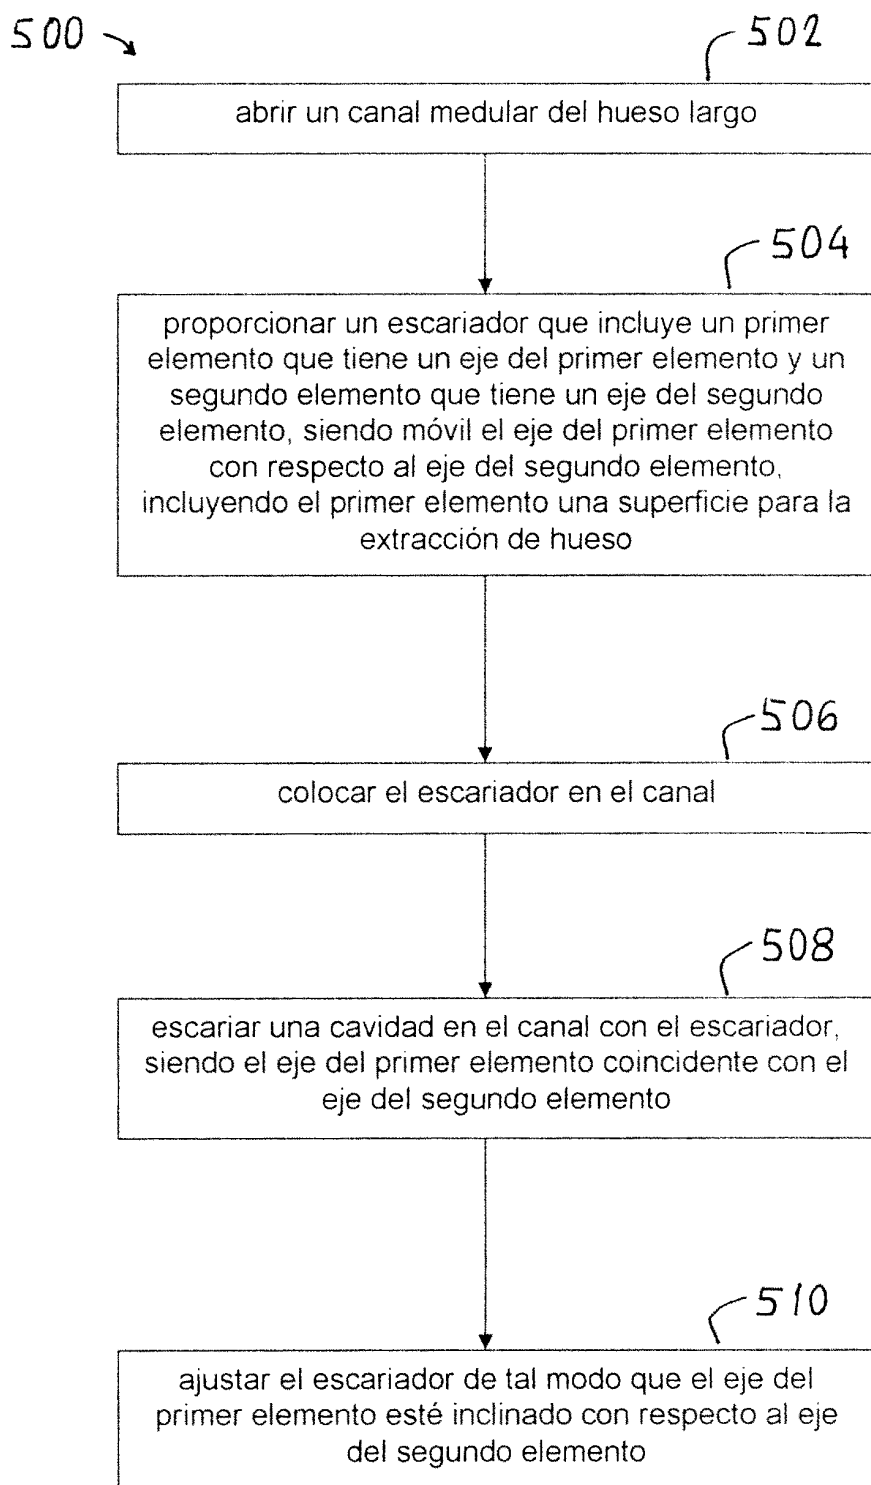 500
502
abrir un canal medular del hueso largo
504
proporcionar un escariador que incluye un primer
elemento que tiene un eje del primer elemento y un
segundo elemento que tiene un eje del segundo
elemento, siendo móvil el eje del primer elemento
con respecto al eje del segundo elemento,
incluyendo el primer elemento una superficie para la
extracción de hueso
506
colocar el escariador en el canal
508
escariar una cavidad en el canal con el escariador,
siendo el eje del primer elemento coincidente con el
eje del segundo elemento
510
ajustar el escariador de tal modo que el eje del
primer elemento esté inclinado con respecto al eje
del segundo elemento